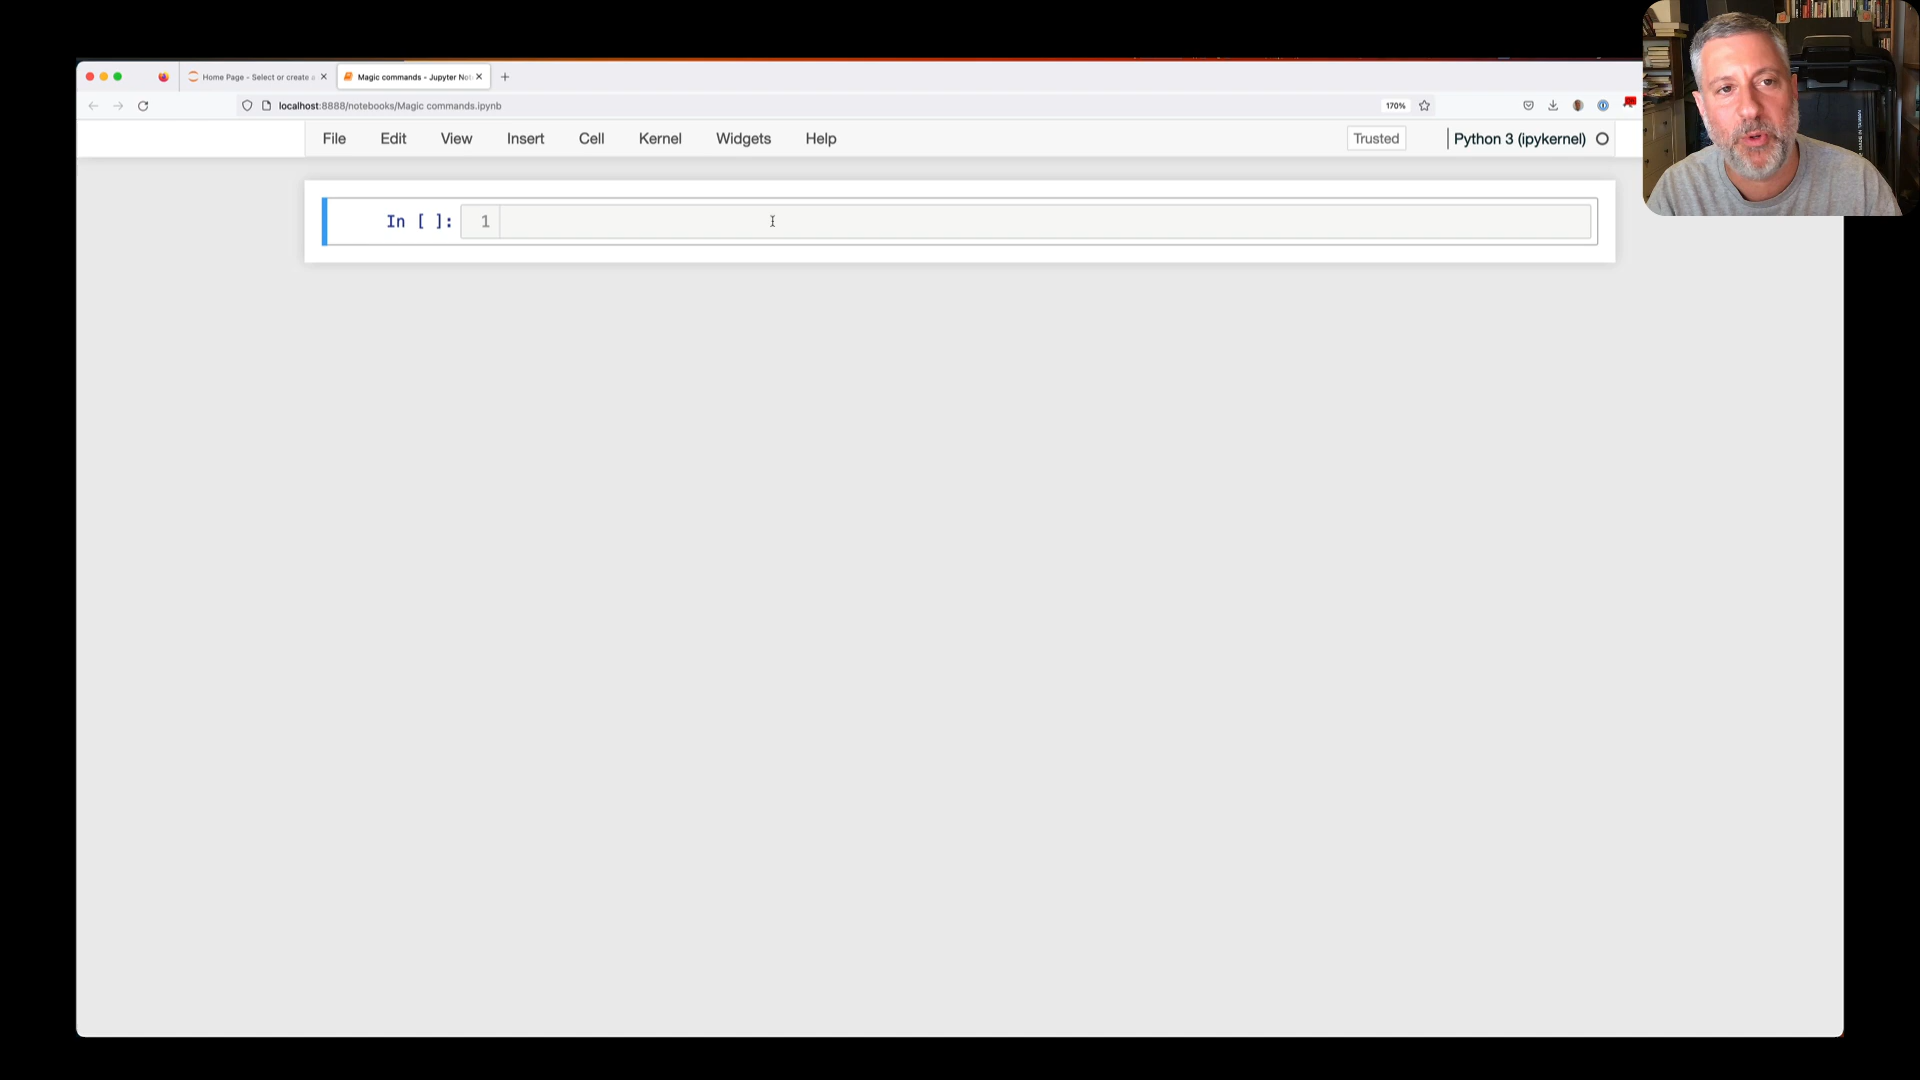 Home Page - Select or create a
Magic commands - Jupyter Not
localhost:8888/notebooks/Magic commands.ipynb
170%
File Edit View Insert Cell Kernel Widgets Help
Trusted
Python 3 (ipykernel)
In [ ]:
1